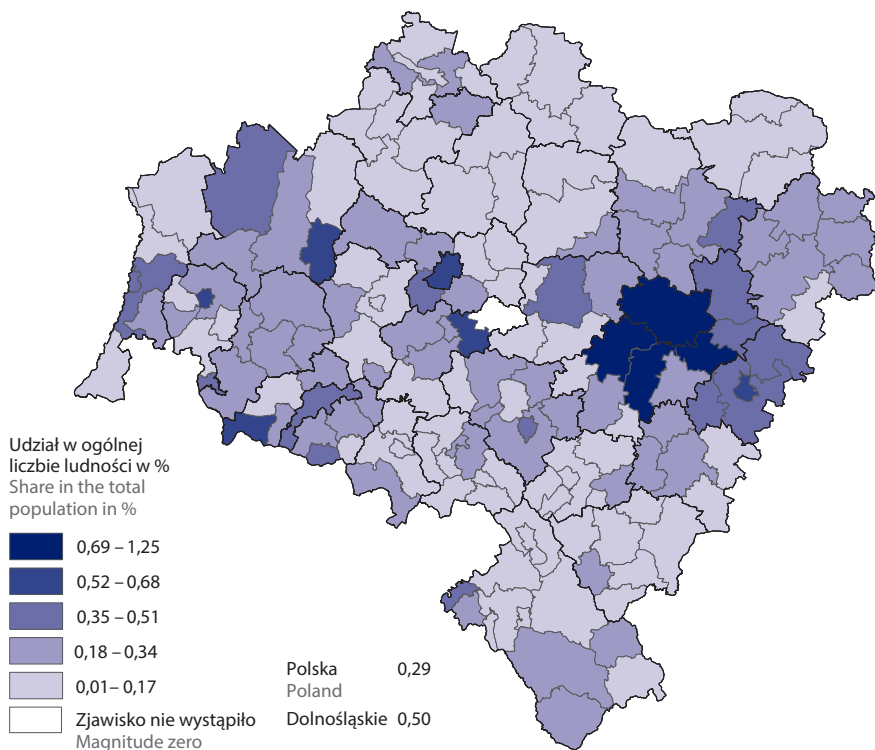 Udział w ogólnej
liczbie ludności w %
Share in the total
population in %
0,69 – 1,25
0,52 – 0,68
0,35 – 0,51
0,18 – 0,34
0,01 – 0,17
Zjawisko nie wystąpiło
Magnitude zero
Polska 0,29
Poland
Dolnośląskie 0,50